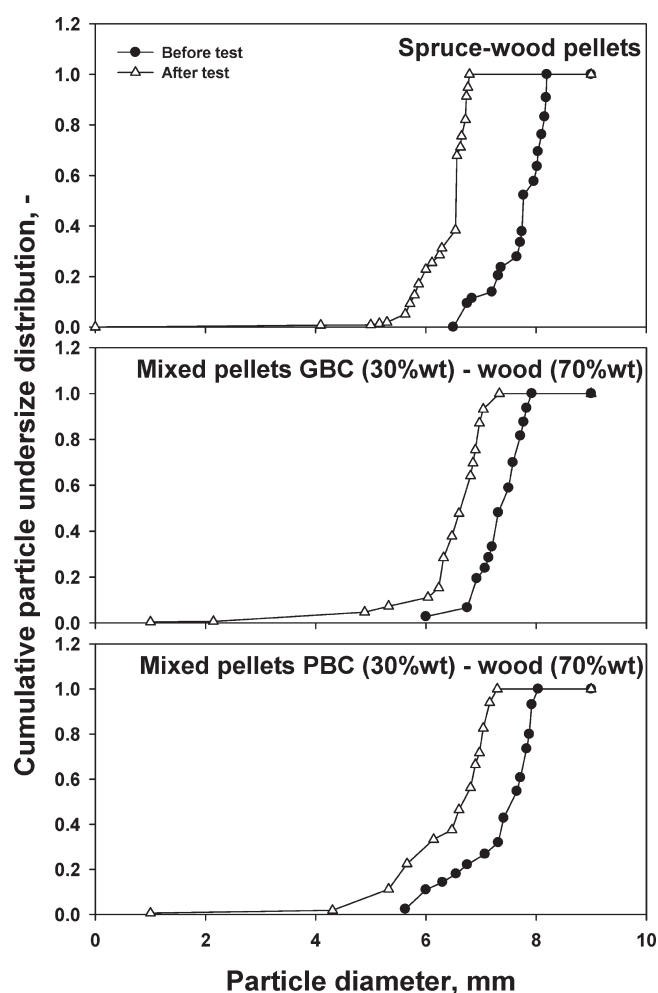 Cumulative particle undersize distribution, -
1.2
1.0
0.8
0.6
0.4
0.2
0.0
Spruce-wood pellets
Before test
After test
1.2
1.0
0.8
0.6
0.4
0.2
0.0
Mixed pellets GBC (30%wt) - wood (70%wt)
1.2
1.0
0.8
0.6
0.4
0.2
0.0
Mixed pellets PBC (30%wt) - wood (70%wt)
0 2 4 6 8 10
Particle diameter, mm